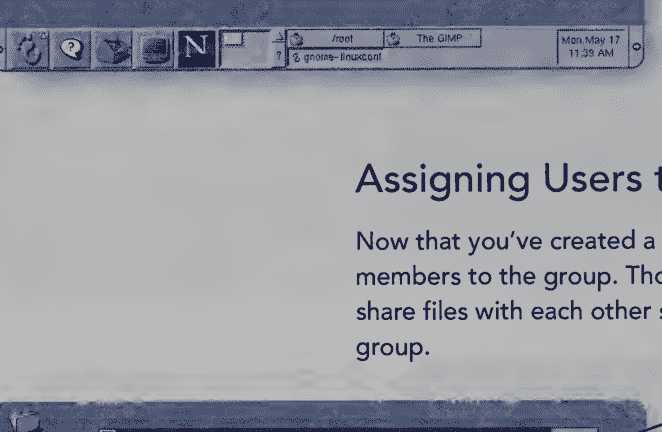 N
/root
The GIMP
gnome-linuxconf
Mon May 17
11:39 AM
Assigning Users t
Now that you've created a
members to the group. Tho
share files with each other s
group.